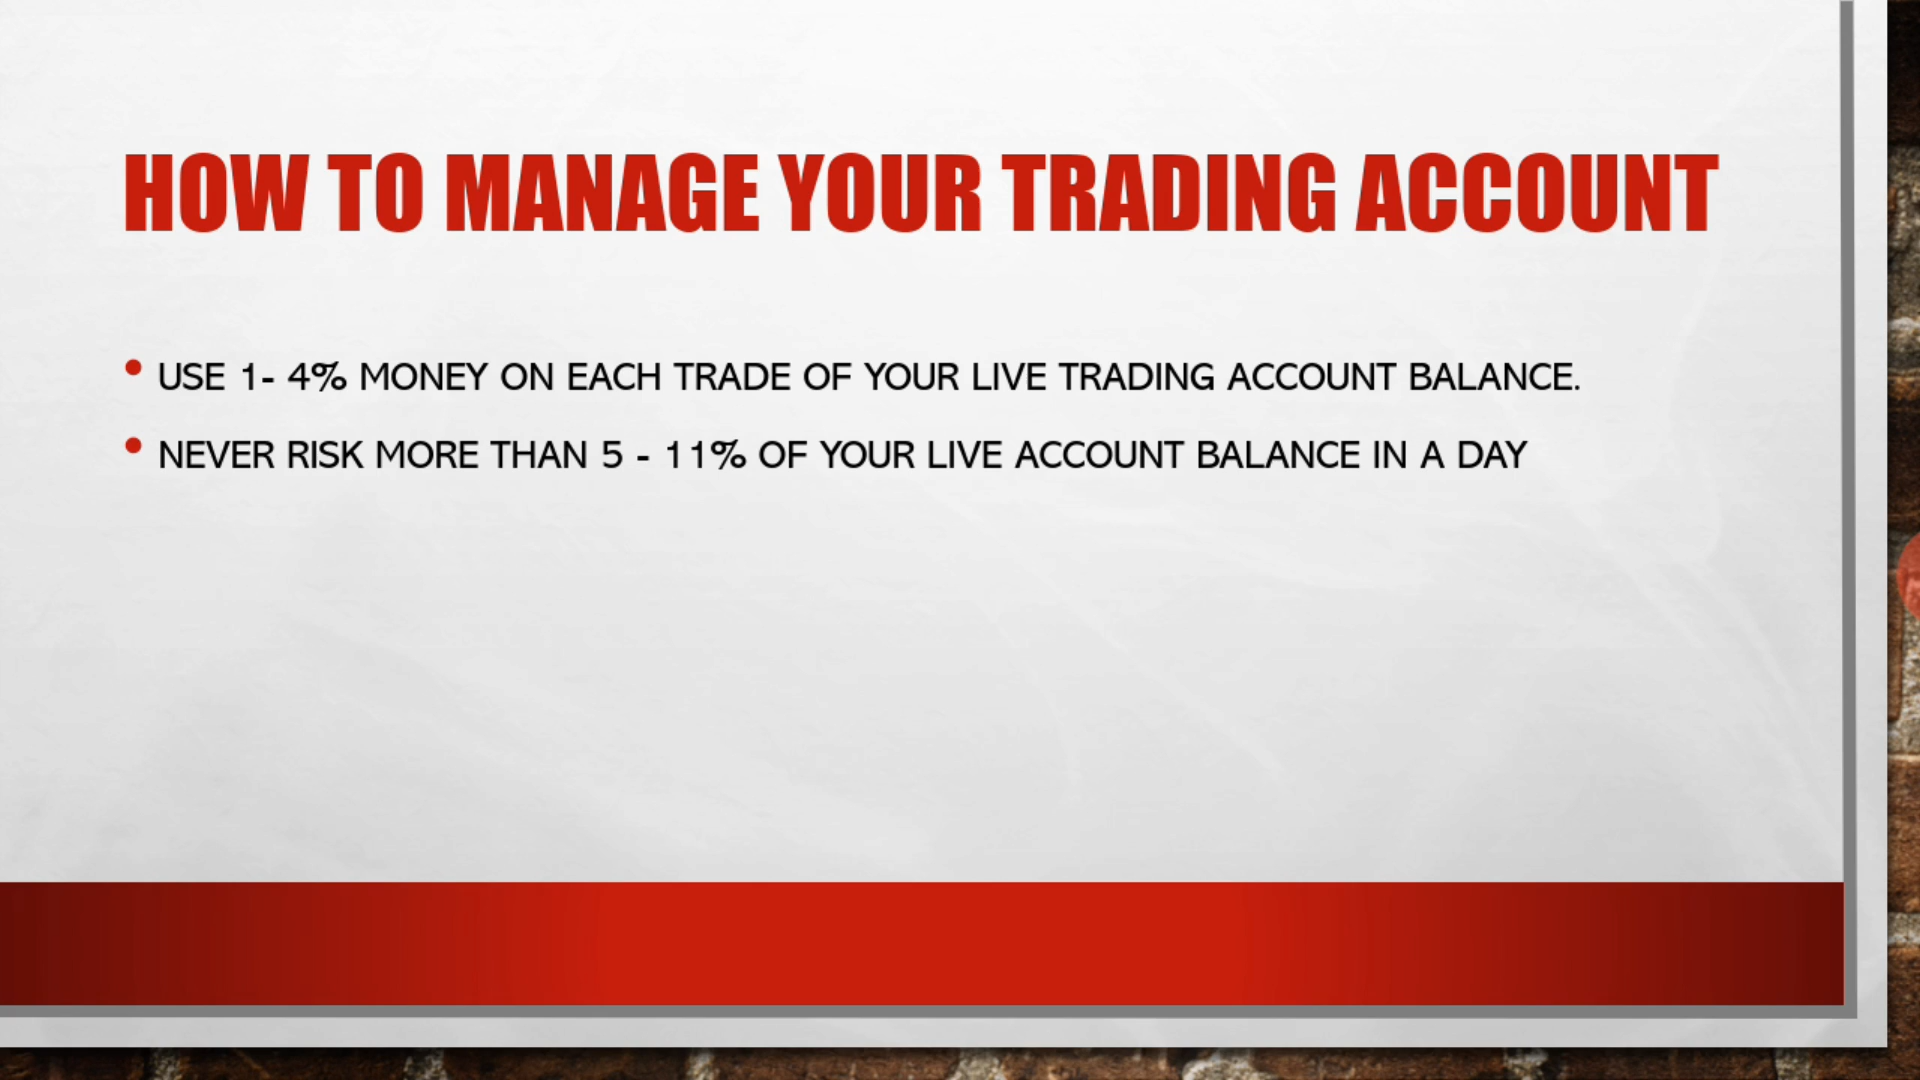 HOW TO MANAGE YOUR TRADING ACCOUNT
• USE 1- 4% MONEY ON EACH TRADE OF YOUR LIVE TRADING ACCOUNT BALANCE.
• NEVER RISK MORE THAN 5 - 11% OF YOUR LIVE ACCOUNT BALANCE IN A DAY